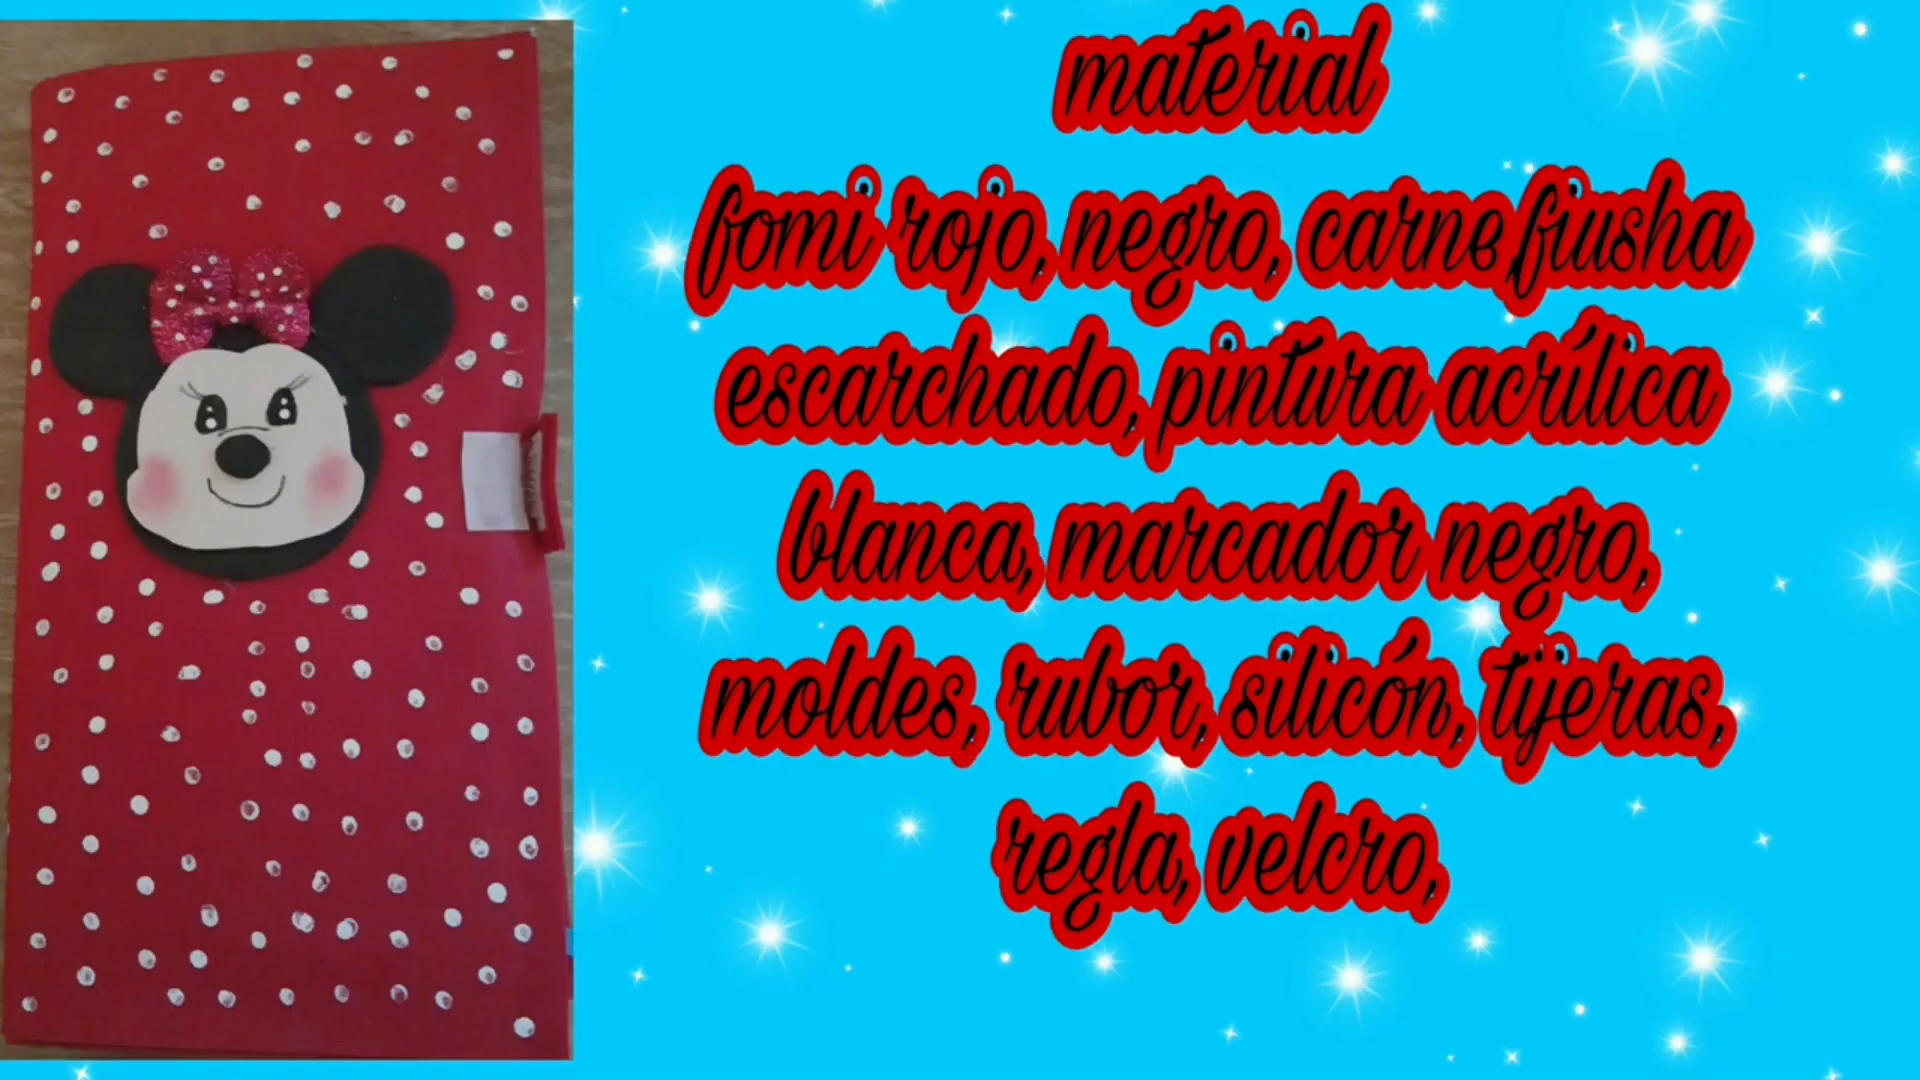 material
fomi rojo, negro, carne,fiusha
escarchado, pintura acrílica
blanca, marcador negro,
moldes, rubor, silicón, tijeras,
regla, velcro,